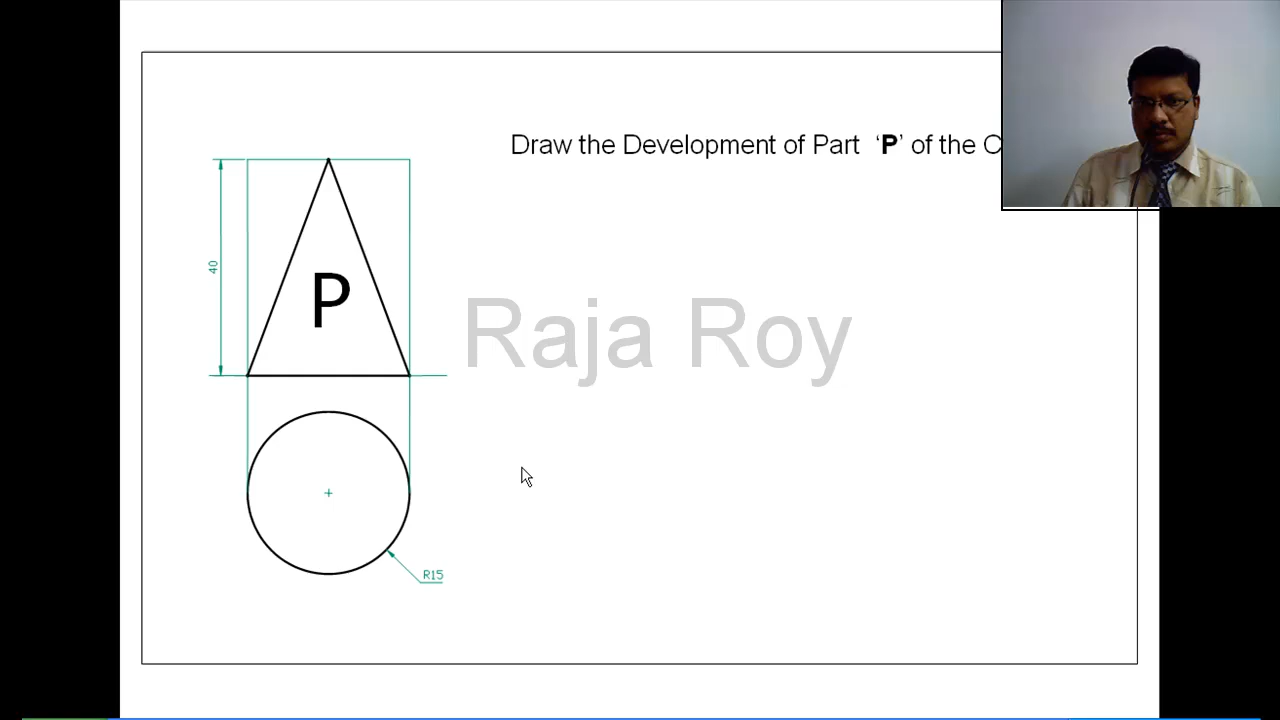 Draw the Development of Part ‘P’ of the
40
P
Raja Roy
R15